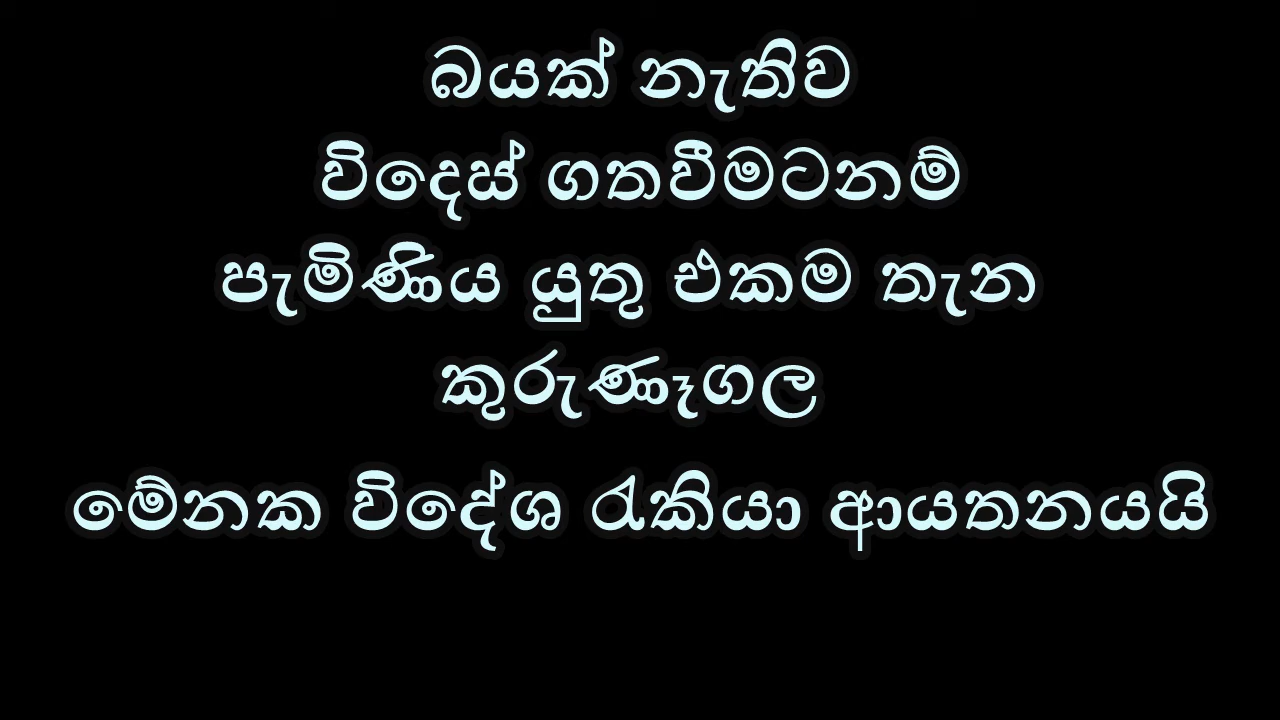 බයක් නැතිව
විදෙස් ගතවීමටනම්
පැමිණිය යුතු එකම තැන
කුරුණෑගල
මේනක විදේශ රැකියා ආයතනයයි